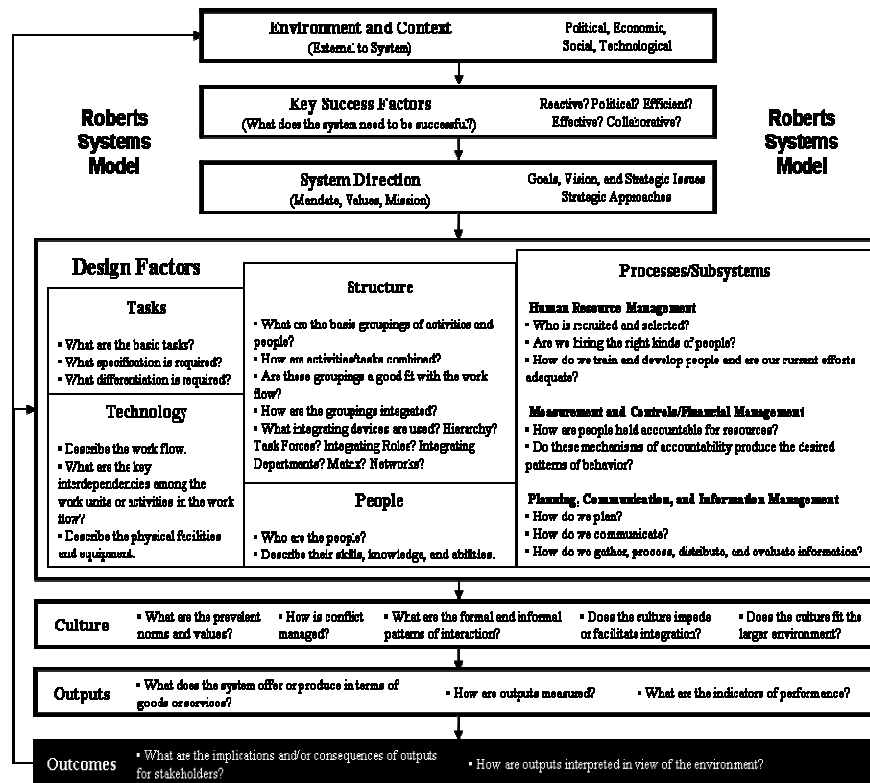 Environment and Context
(External to System)
Political, Economic,
Social, Technological
Key Success Factors
(What does the system need to be successful?)
Reactive? Political? Efficient?
Effective? Collaborative?
Roberts
Systems
Model
Roberts
Systems
Model
System Direction
(Mandate, Values, Mission)
Goals, Vision, and Strategic Issues
Strategic Approaches
Design Factors
Tasks
▪ What are the basic tasks?
▪ What specification is required?
▪ What differentiation is required?
Technology
▪ Describe the work flow.
▪ What are the key
interdependencies among the
work units or activities in the work
flow?
▪ Describe the physical facilities
and equipment.
Structure
▪ What are the basic groupings of activities and
people?
▪ How are activities/tasks combined?
▪ Are these groupings a good fit with the work
flow?
▪ How are the groupings integrated?
▪ What integrating devices are used? Hierarchy?
Task Forces? Integrating Roles? Integrating
Departments? Matrix? Networks?
People
▪ Who are the people?
▪ Describe their skills, knowledge, and abilities.
Processes/Subsystems
Human Resource Management
▪ Who is recruited and selected?
▪ Are we hiring the right kinds of people?
▪ How do we train and develop people and are our current efforts
adequate?
Measurement and Controls/Financial Management
▪ How are people held accountable for resources?
▪ Do these mechanisms of accountability produce the desired
patterns of behavior?
Planning, Communication, and Information Management
▪ How do we plan?
▪ How do we communicate?
▪ How do we gather, process, distribute, and evaluate information?
Culture
▪ What are the prevalent
norms and values?
▪ How is conflict
managed?
▪ What are the formal and informal
patterns of interaction?
▪ Does the culture impede
or facilitate integration?
▪ Does the culture fit the
larger environment?
Outputs
▪ What does the system offer or produce in terms of
goods or services?
▪ How are outputs measured?
▪ What are the indicators of performance?
Outcomes
▪ What are the implications and/or consequences of outputs
for stakeholders?
▪ How are outputs interpreted in view of the environment?